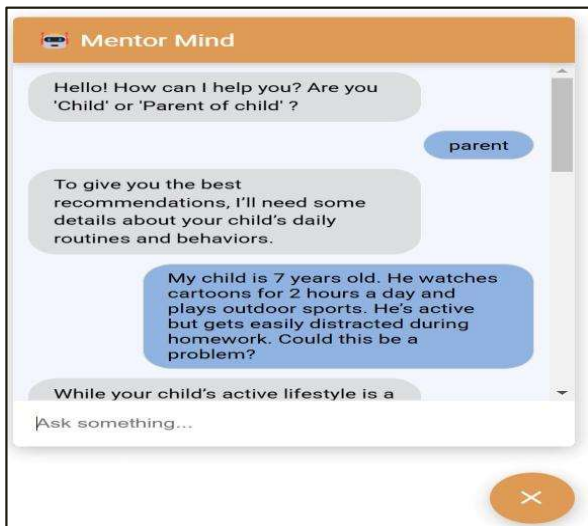 Mentor Mind
Hello! How can I help you? Are you
'Child' or 'Parent of child' ?
parent
To give you the best
recommendations, I'll need some
details about your child's daily
routines and behaviors.
My child is 7 years old. He watches
cartoons for 2 hours a day and
plays outdoor sports. He's active
but gets easily distracted during
homework. Could this be a
problem?
While your child's active lifestyle is a
Ask something...